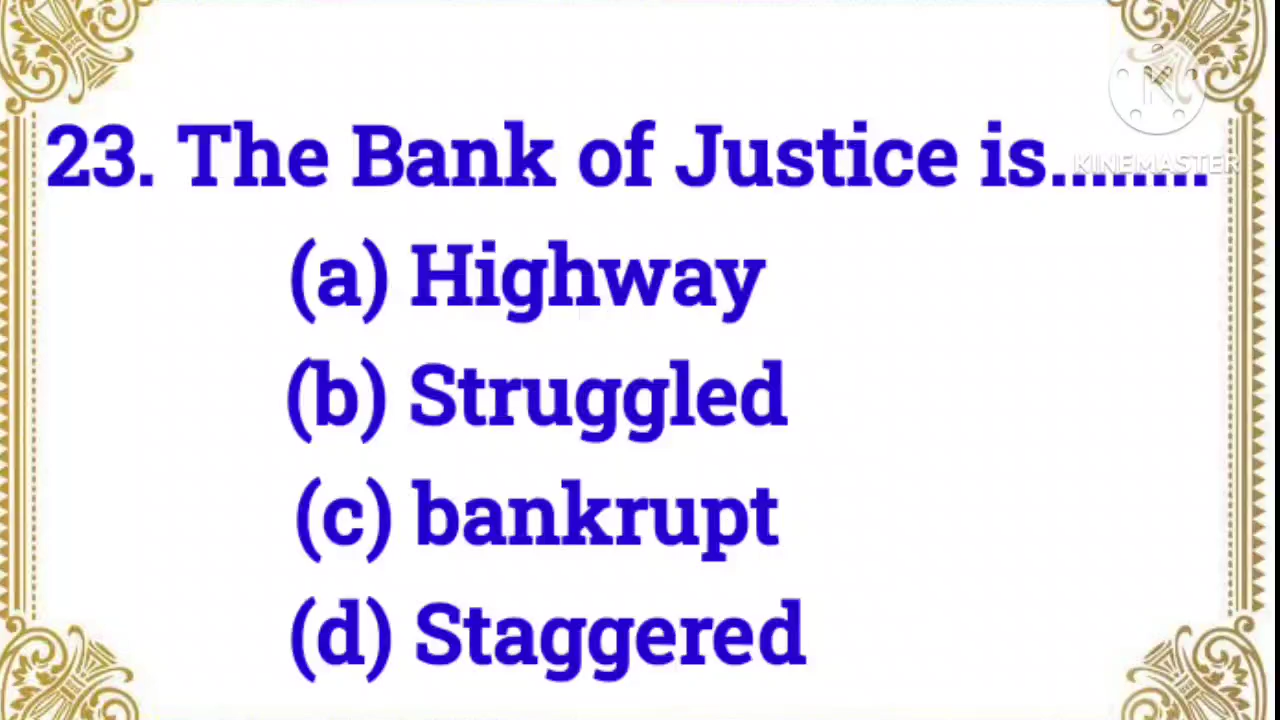 23. The Bank of Justice is........
KINEMASTER
(a) Highway
(b) Struggled
(c) bankrupt
(d) Staggered